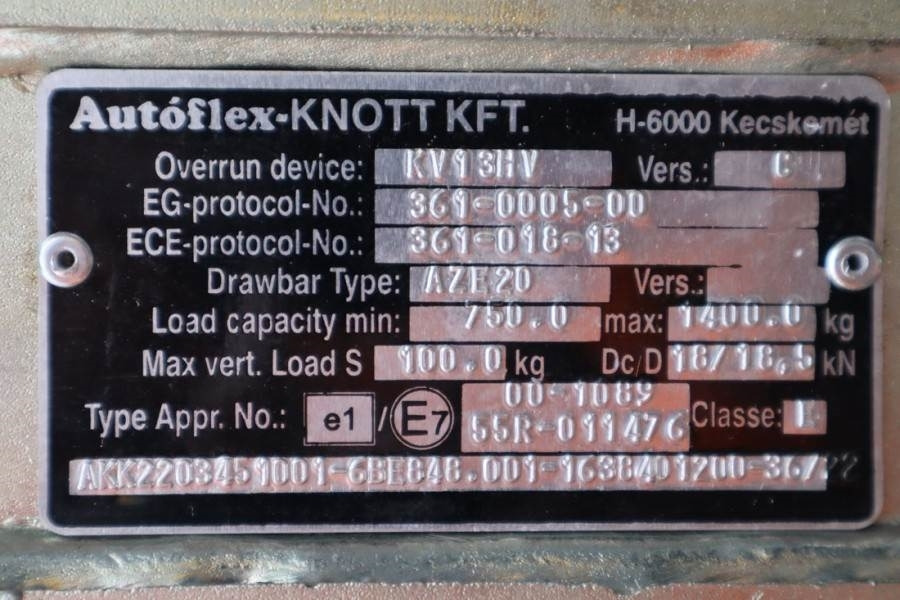 Autóflex-KNOTT KFT. H-6000 Kecskemét
Overrun device: KV13HV Vers.: C
EG-protocol-No.: 361-0005-00
ECE-protocol-No.: 361-018-13
Drawbar Type: AZE20 Vers.:
Load capacity min: 750.0 max: 1400.0 kg
Max vert. Load S 100.0 kg Dc/D 18/18,5 kN
Type Appr. No.: e1 / E7 00-1089 Classe:
55R-011476
AKK2203451001-6BE848.001-1638401200-36/22